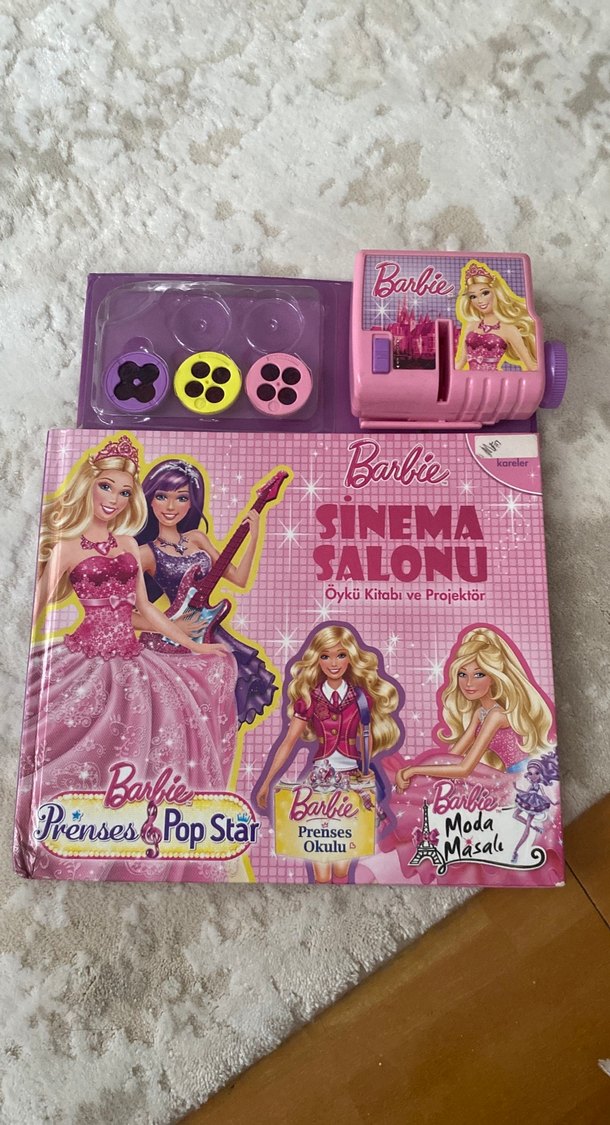 Barbie
Barbie
SİNEMA
SALONU
Öykü Kitabı ve Projektör
kareler
Barbie
Prenses Pop Star
Barbie
Prenses
Okulu
Barbie
Moda
Masalı